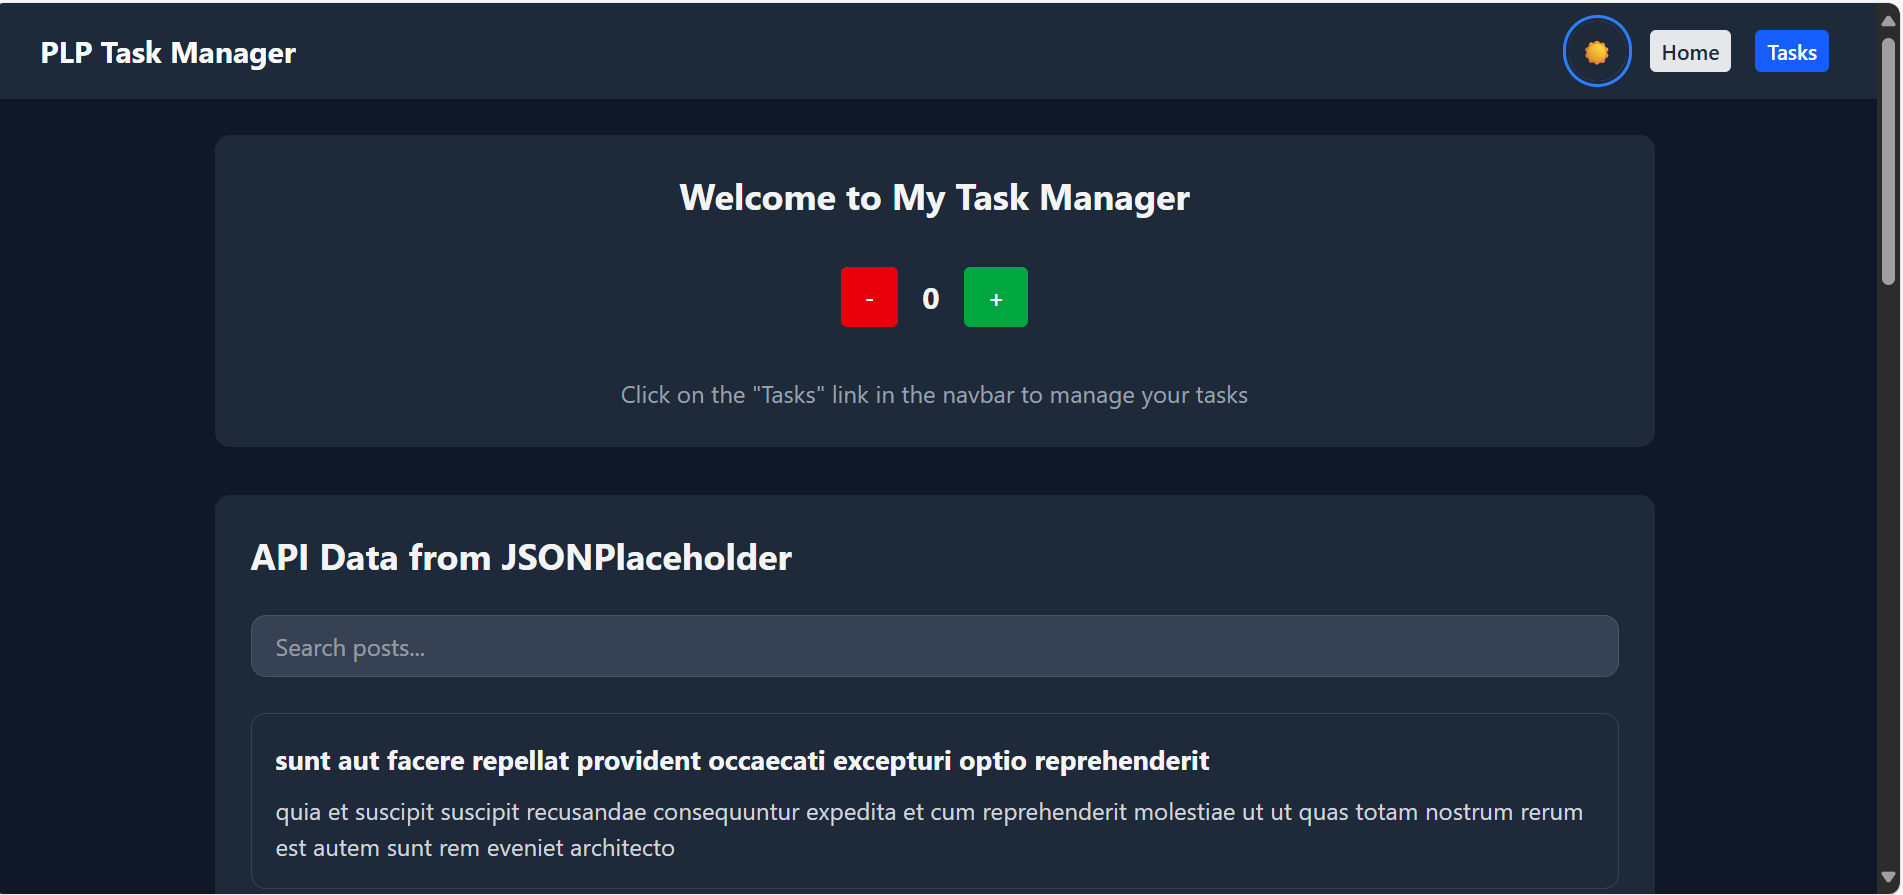 PLP Task Manager
Home
Tasks
Welcome to My Task Manager
- 0 +
Click on the "Tasks" link in the navbar to manage your tasks
API Data from JSONPlaceholder
Search posts...
sunt aut facere repellat provident occaecati excepturi optio reprehenderit
quia et suscipit suscipit recusandae consequuntur expedita et cum reprehenderit molestiae ut ut quas totam nostrum rerum
est autem sunt rem eveniet architecto